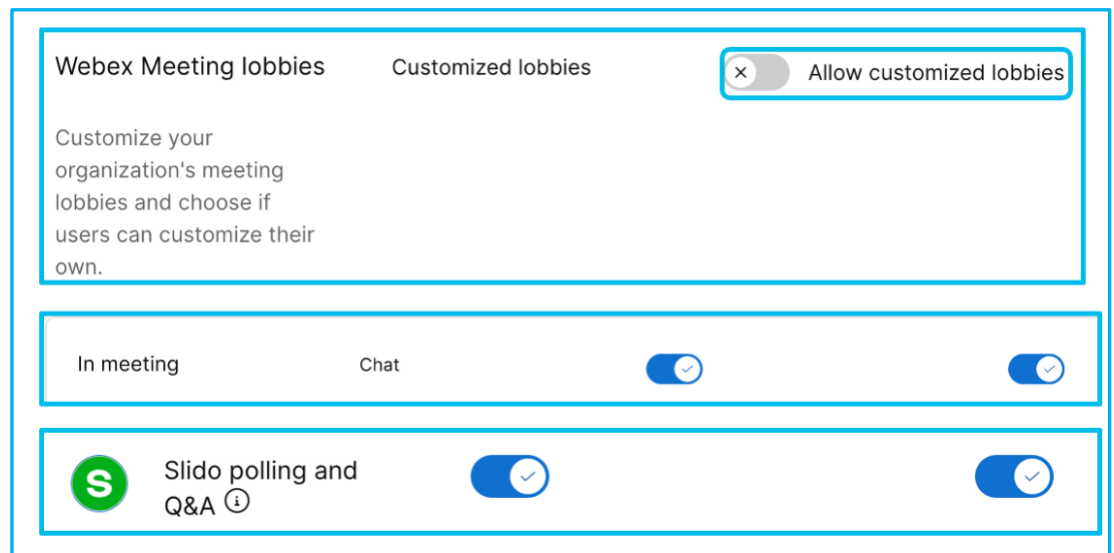 Webex Meeting lobbies
Customized lobbies
Allow customized lobbies
Customize your
organization's meeting
lobbies and choose if
users can customize their
own.
In meeting
Chat
S
Slido polling and
Q&A